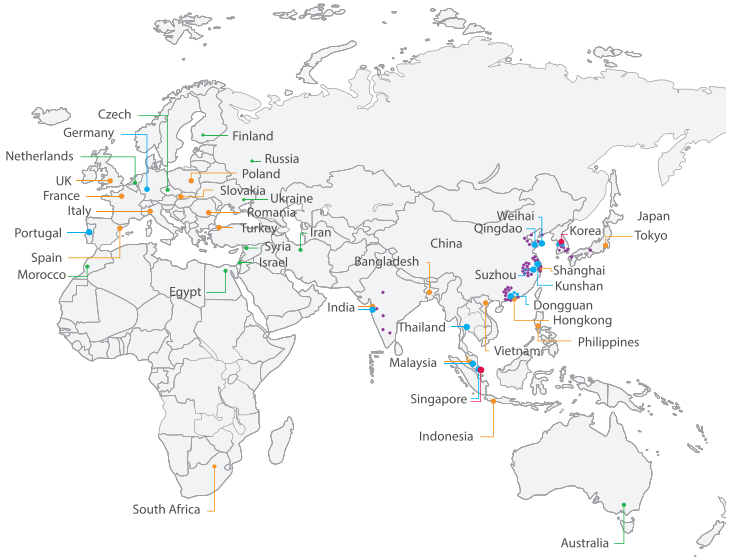 Czech
Germany
Finland
Netherlands
Russia
Poland
UK
Slovakia
France
Ukraine
Italy
Romania
Weihai
Japan
Portugal
Turkey
Iran
Qingdao
Korea
Tokyo
Syria
China
Spain
Israel
Bangladesh
Morocco
Suzhou
Shanghai
Kunshan
Egypt
India
Dongguan
Thailand
Hongkong
Philippines
Vietnam
Malaysia
Singapore
Indonesia
South Africa
Australia